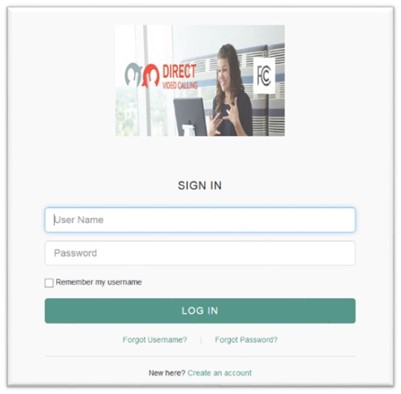 DIRECT
VIDEO CALLING
FCC
SIGN IN
User Name
Password
Remember my username
LOG IN
Forgot Username? | Forgot Password?
New here? Create an account